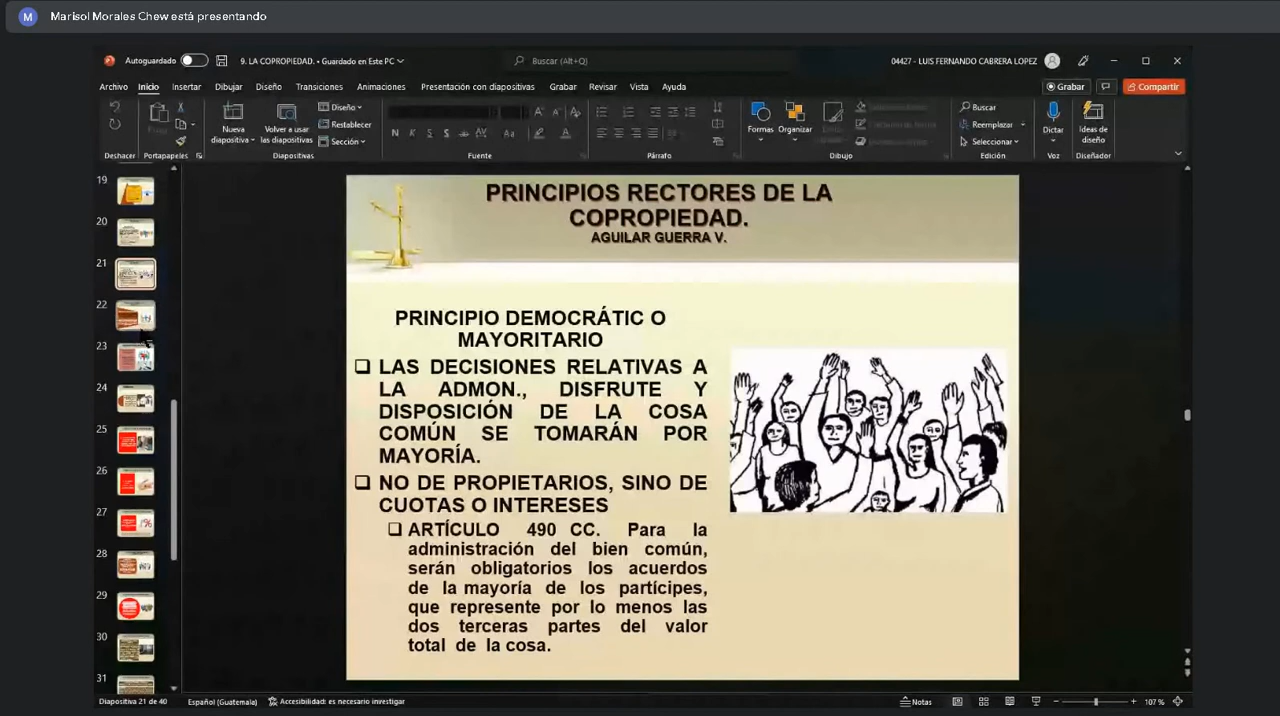 M Marisol Morales Chew está presentando
Autoguardado 9. LA COPROPIEDAD. • Guardado en Este PC Buscar (Alt+Q) 04427 - LUIS FERNANDO CABRERA LOPEZ
Archivo Inicio Insertar Dibujar Diseño Transiciones Animaciones Presentación con diapositivas Grabar Revisar Vista Ayuda Grabar Compartir
Nueva diapositiva
Volver a usar las diapositivas
Diseño
Restablecer
Sección
N K S S ab AV Aa
Formas Organizar
Buscar
Reemplazar
Seleccionar
Dictar
Ideas de diseño
Deshacer Portapapeles Diapositivas Fuente Párrafo Dibujo Edición Voz Diseñador
19
20
21
22
23
24
25
26
27
28
29
30
31
PRINCIPIOS RECTORES DE LA
COPROPIEDAD.
AGUILAR GUERRA V.
PRINCIPIO DEMOCRÁTIC O
MAYORITARIO
LAS DECISIONES RELATIVAS A
LA ADMON., DISFRUTE Y
DISPOSICIÓN DE LA COSA
COMÚN SE TOMARÁN POR
MAYORÍA.
NO DE PROPIETARIOS, SINO DE
CUOTAS O INTERESES
ARTÍCULO 490 CC. Para la
administración del bien común,
serán obligatorios los acuerdos
de la mayoría de los partícipes,
que represente por lo menos las
dos terceras partes del valor
total de la cosa.
Diapositiva 21 de 40 Español (Guatemala) Accesibilidad: es necesario investigar Notas 107 %